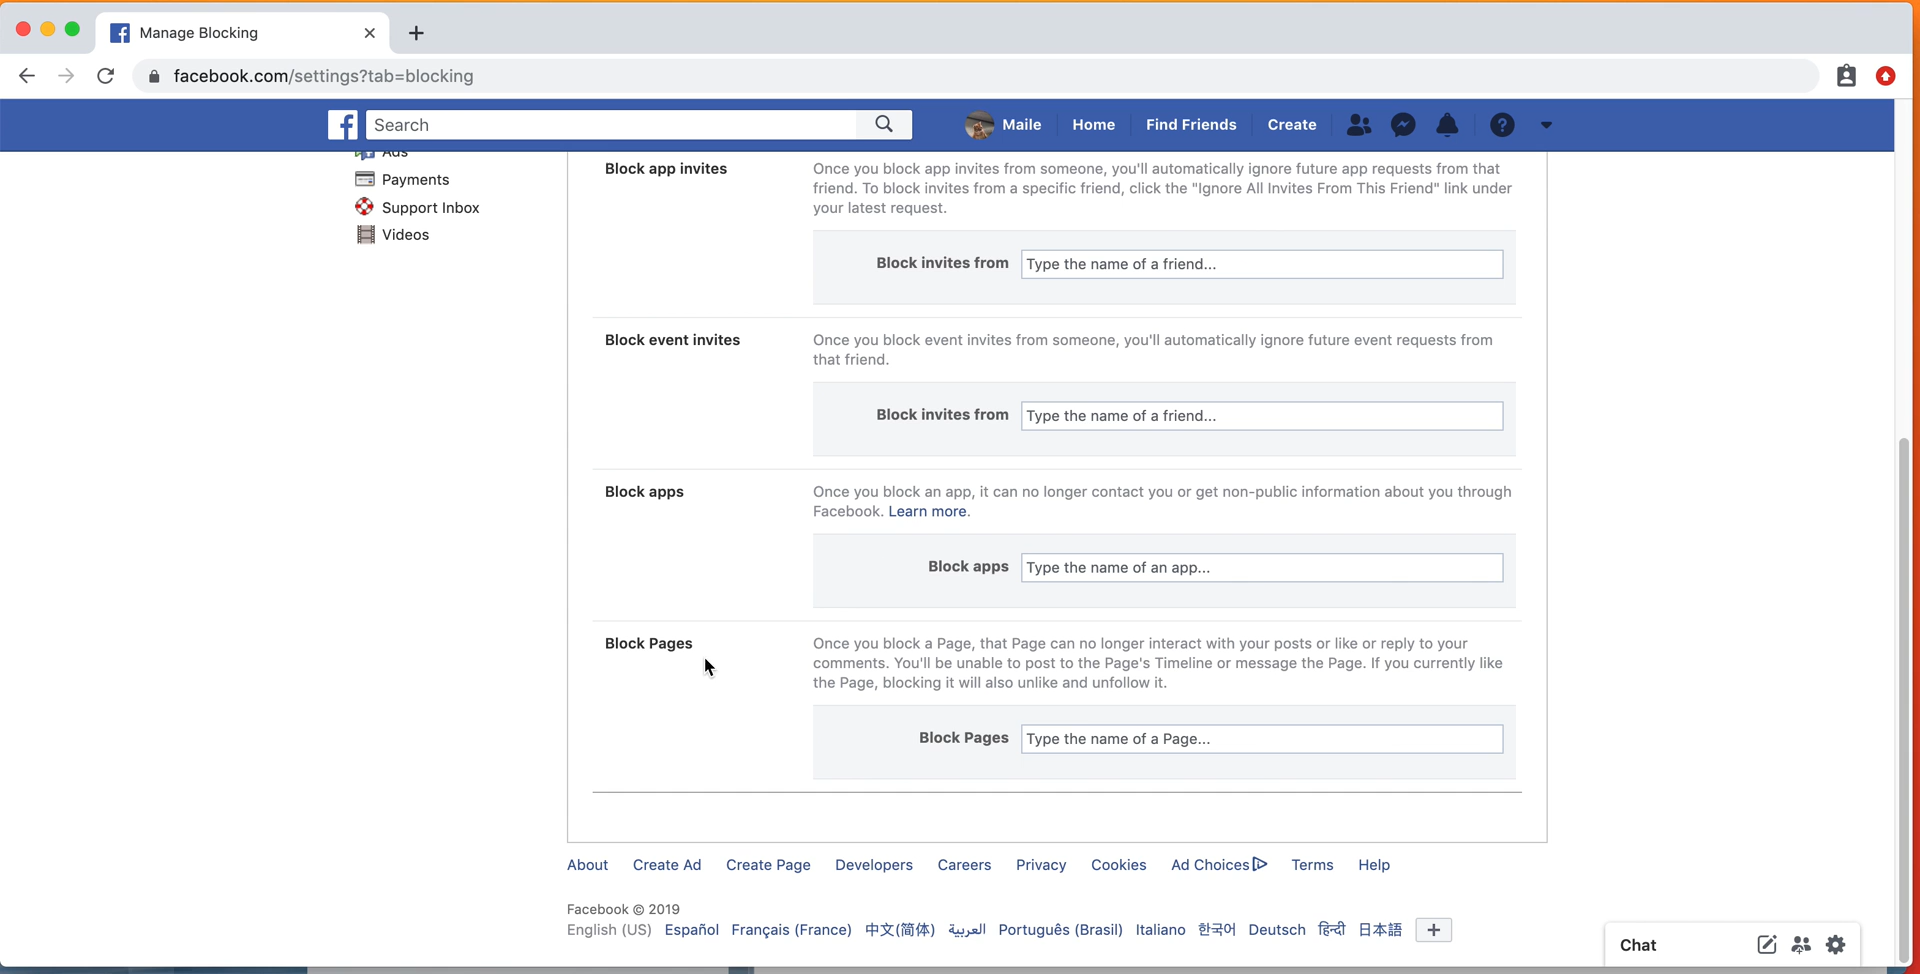 Manage Blocking
facebook.com/settings?tab=blocking
Search
Maile
Home
Find Friends
Create
Ads
Payments
Support Inbox
Videos
Block app invites
Once you block app invites from someone, you'll automatically ignore future app requests from that
friend. To block invites from a specific friend, click the "Ignore All Invites From This Friend" link under
your latest request.
Block invites from
Type the name of a friend...
Block event invites
Once you block event invites from someone, you'll automatically ignore future event requests from
that friend.
Block invites from
Type the name of a friend...
Block apps
Once you block an app, it can no longer contact you or get non-public information about you through
Facebook. Learn more.
Block apps
Type the name of an app...
Block Pages
Once you block a Page, that Page can no longer interact with your posts or like or reply to your
comments. You'll be unable to post to the Page's Timeline or message the Page. If you currently like
the Page, blocking it will also unlike and unfollow it.
Block Pages
Type the name of a Page...
About Create Ad Create Page Developers Careers Privacy Cookies Ad Choices Terms Help
Facebook © 2019
English (US) Español Français (France) 中文(简体) العربية Português (Brasil) Italiano 한국어 Deutsch हिन्दी 日本語
Chat